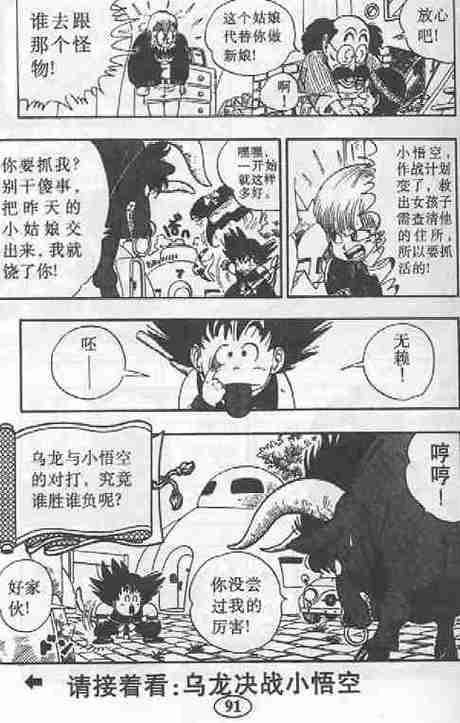 放心
吧!
这个姑娘
代替你做
新娘!
啊!
谁去跟
那个怪
物!
小悟空,
作战计划
变了,救
出女孩子
需查清他
的住所,
所以要抓
活的!
嘿嘿,
一开始
就这样
多好。
你要抓我?
别干傻事,
把昨天的
小姑娘交
出来,我就
饶了你!
无
赖
!
呸
—
哼
哼
!
你没尝
过我的
厉害!
好家
伙!
乌龙与小悟空
的对打,究竟
谁胜谁负呢?
请接着看:乌龙决战小悟空
91